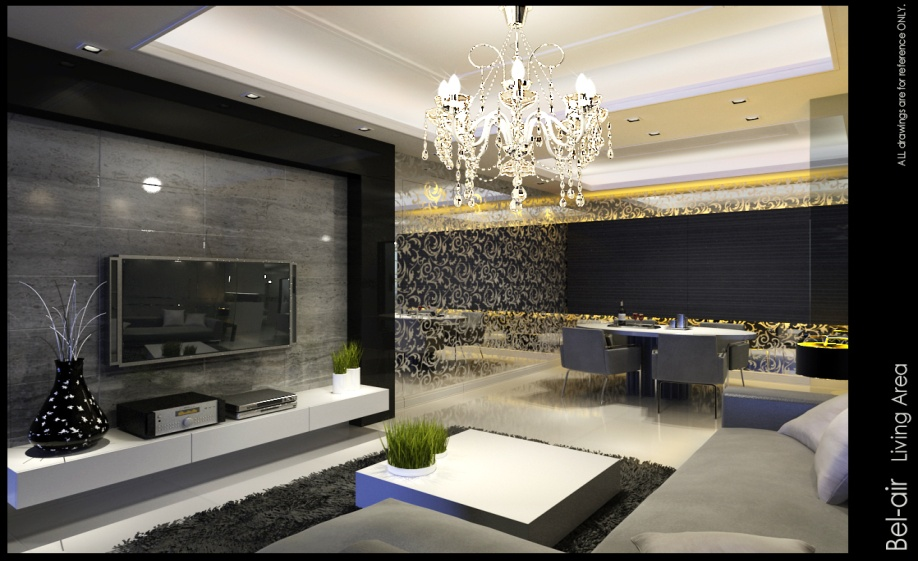 ALL drawings are for reference ONLY.
Bel-air Living Area